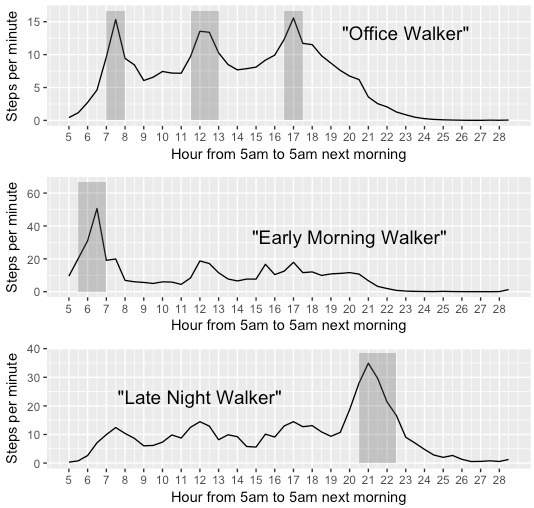 "Office Walker"
Steps per minute
15
10
5
0
5 6 7 8 9 10 11 12 13 14 15 16 17 18 19 20 21 22 23 24 25 26 27 28
Hour from 5am to 5am next morning
"Early Morning Walker"
Steps per minute
60
40
20
0
5 6 7 8 9 10 11 12 13 14 15 16 17 18 19 20 21 22 23 24 25 26 27 28
Hour from 5am to 5am next morning
"Late Night Walker"
Steps per minute
40
30
20
10
0
5 6 7 8 9 10 11 12 13 14 15 16 17 18 19 20 21 22 23 24 25 26 27 28
Hour from 5am to 5am next morning